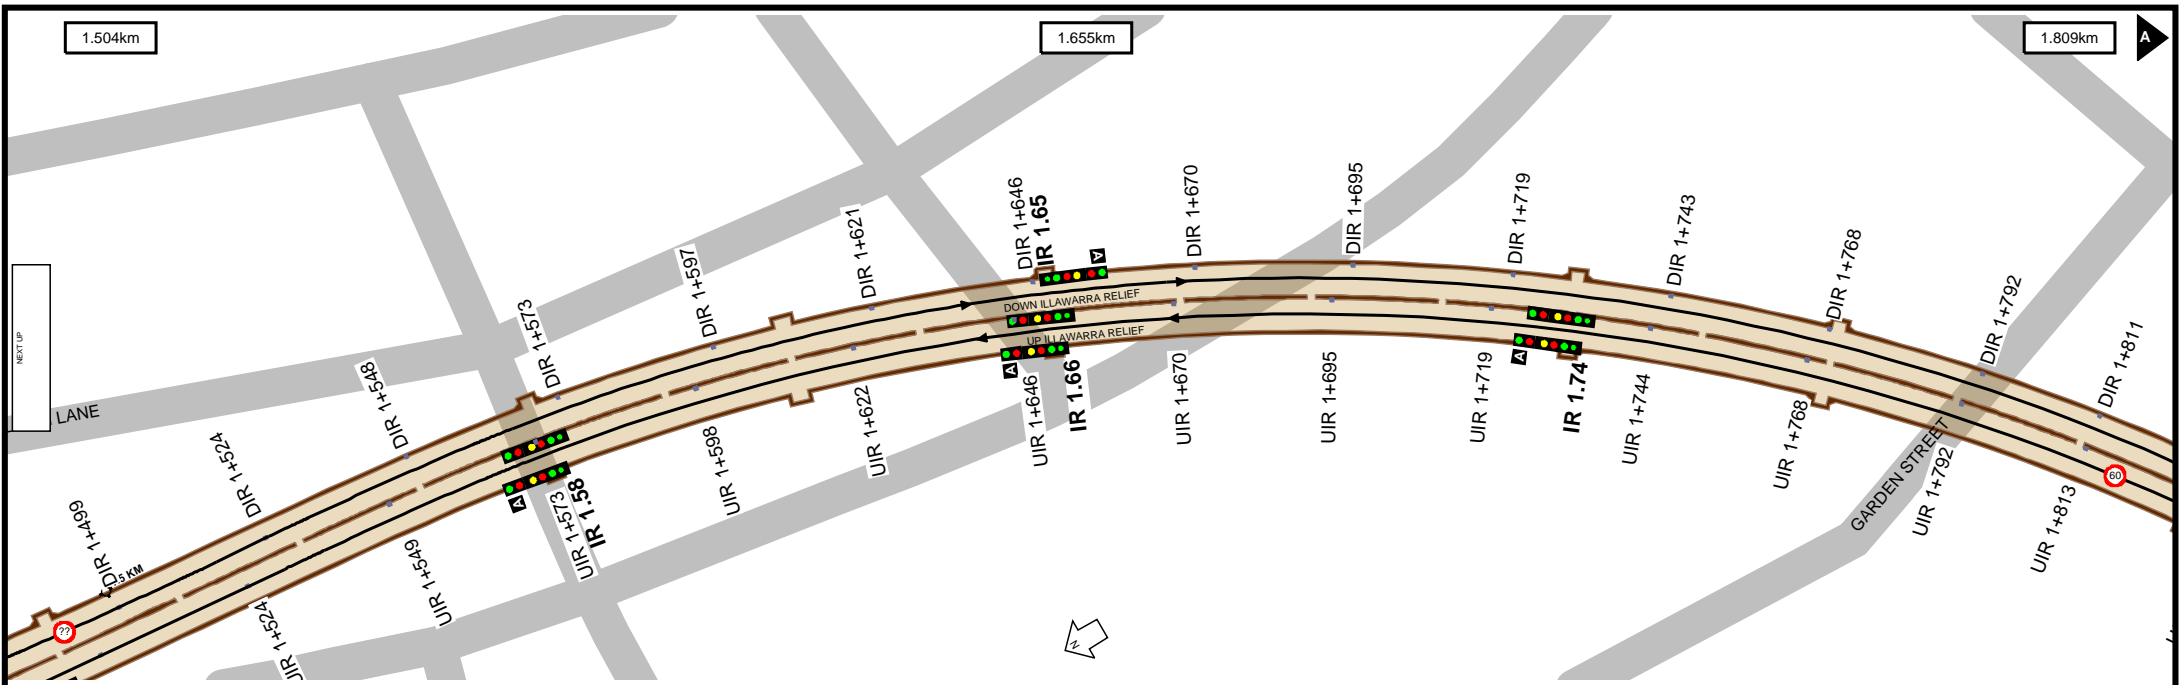 1.504km
1.655km
1.809km
A
NEXT UP
LANE
DIR 1+499
DIR 1+524
DIR 1+548
DIR 1+573
DIR 1+597
DIR 1+621
DIR 1+646
IR 1.65
A
DIR 1+670
DIR 1+695
DIR 1+719
DIR 1+743
DIR 1+768
DIR 1+792
DIR 1+811
DOWN ILLAWARRA RELIEF
UP ILLAWARRA RELIEF
5 KM
??
60
UIR 1+524
UIR 1+549
A
UIR 1+573
IR 1.58
UIR 1+598
UIR 1+622
A
UIR 1+646
IR 1.66
UIR 1+670
UIR 1+695
UIR 1+719
A
IR 1.74
UIR 1+744
UIR 1+768
GARDEN STREET
UIR 1+792
UIR 1+813
N